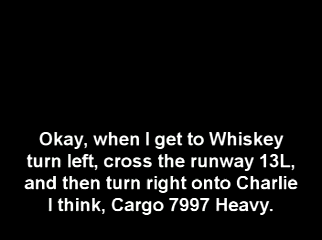 Okay, when I get to Whiskey
turn left, cross the runway 13L,
and then turn right onto Charlie
I think, Cargo 7997 Heavy.